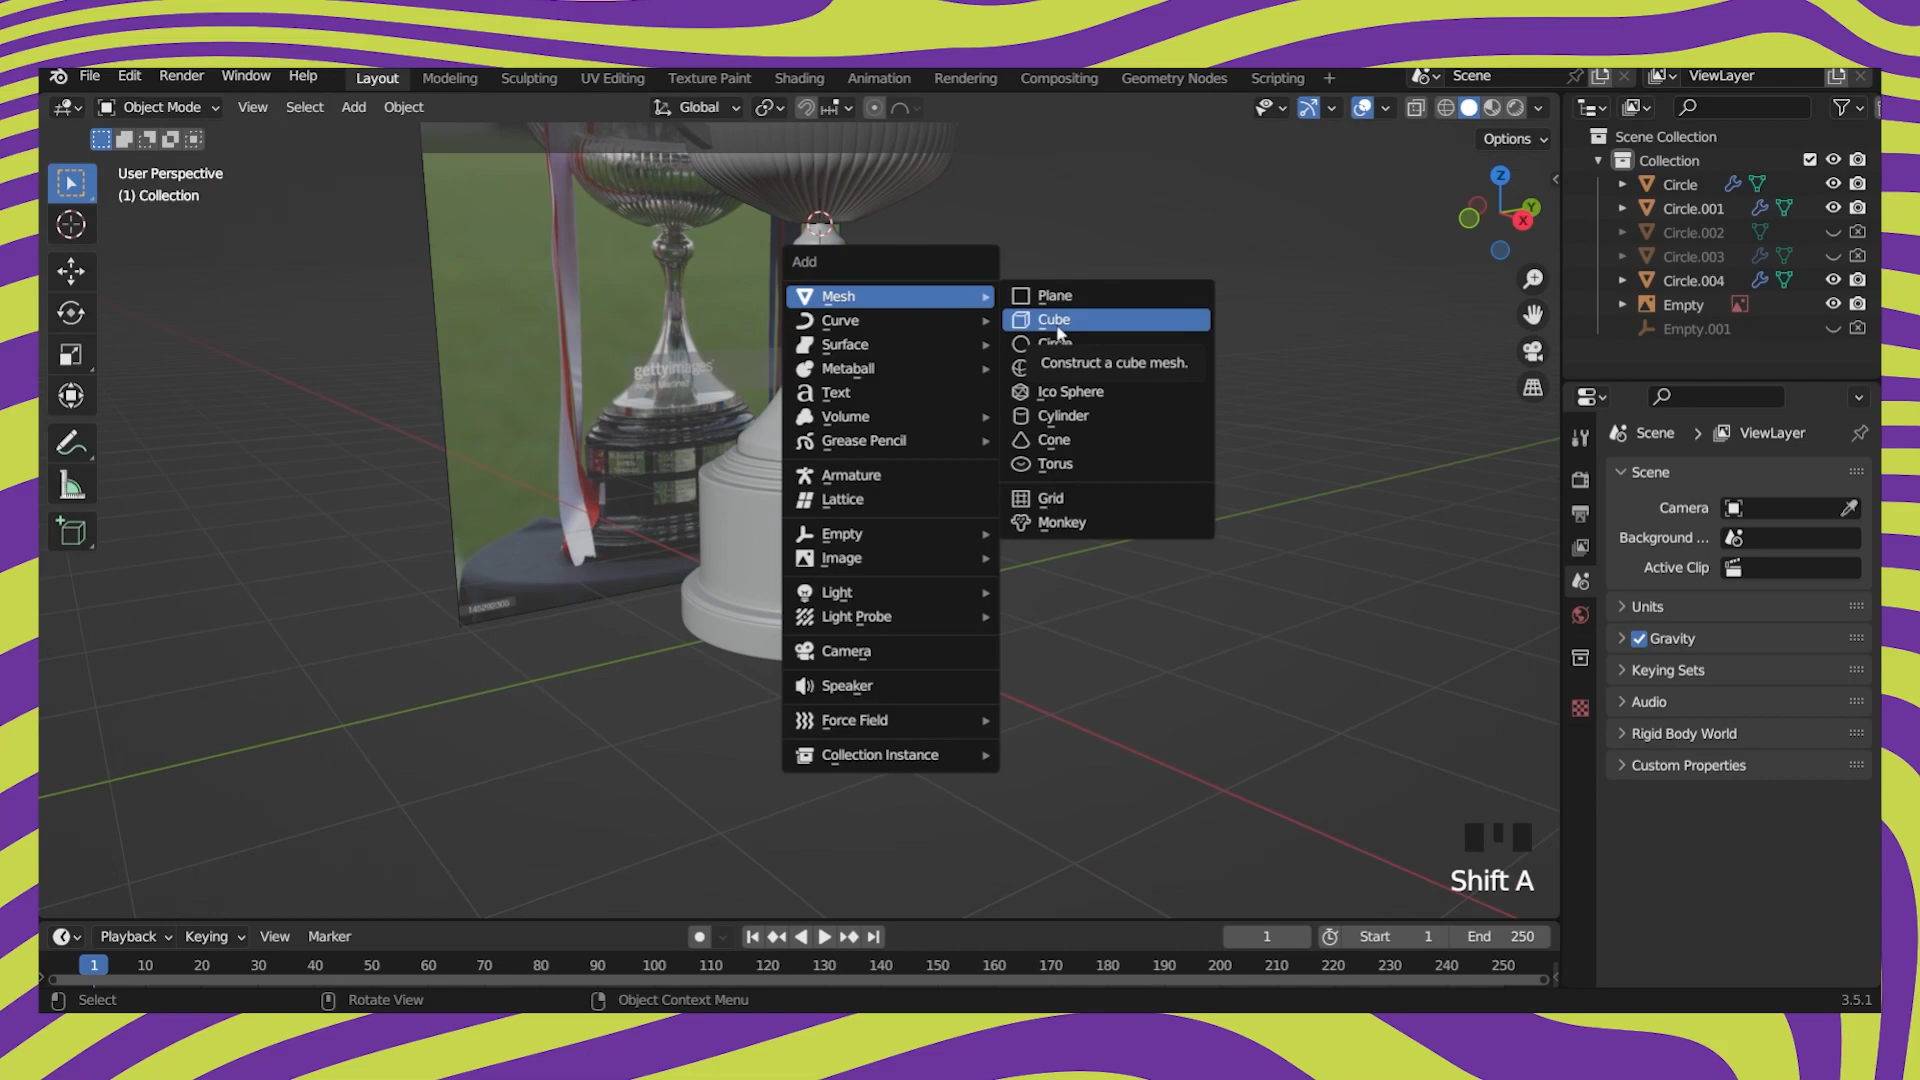 File Edit Render Window Help Layout Modeling Sculpting UV Editing Texture Paint Shading Animation Rendering Compositing Geometry Nodes Scripting + Scene ViewLayer
Object Mode View Select Add Object Global
Options
User Perspective
(1) Collection
Z
Y
X
Add
Mesh
Curve
Surface
Metaball
Text
Volume
Grease Pencil
Armature
Lattice
Empty
Image
Light
Light Probe
Camera
Speaker
Force Field
Collection Instance
Plane
Cube
Circle
Construct a cube mesh.
Ico Sphere
Cylinder
Cone
Torus
Grid
Monkey
gettyimages
Shift A
Scene Collection
Collection
Circle
Circle.001
Circle.002
Circle.003
Circle.004
Empty
Empty.001
Scene > ViewLayer
Scene
Camera
Background ...
Active Clip
Units
Gravity
Keying Sets
Audio
Rigid Body World
Custom Properties
Playback Keying View Marker 1 Start 1 End 250
1 10 20 30 40 50 60 70 80 90 100 110 120 130 140 150 160 170 180 190 200 210 220 230 240 250
Select Rotate View Object Context Menu 3.5.1